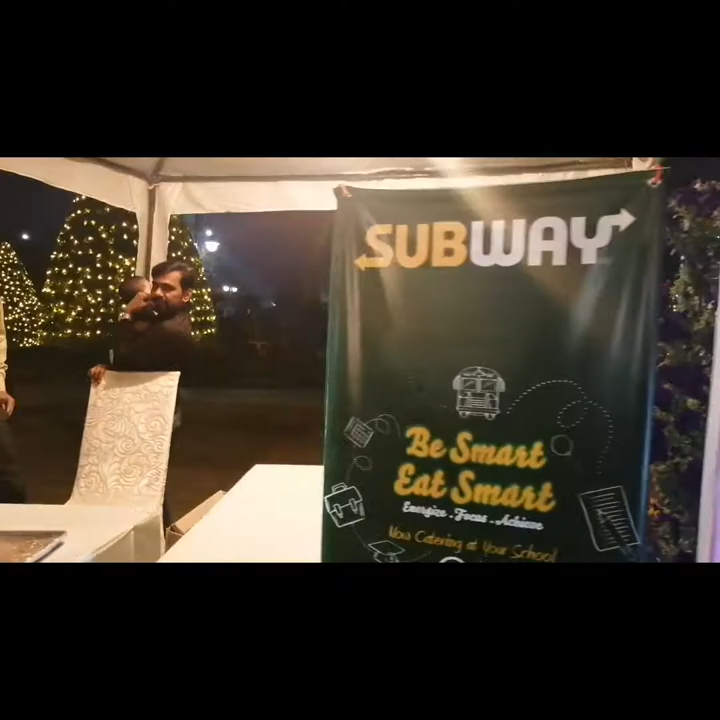 SUBWAY
Be Smart
Eat Smart
Energize . Focus . Achieve
Now Catering at Your School